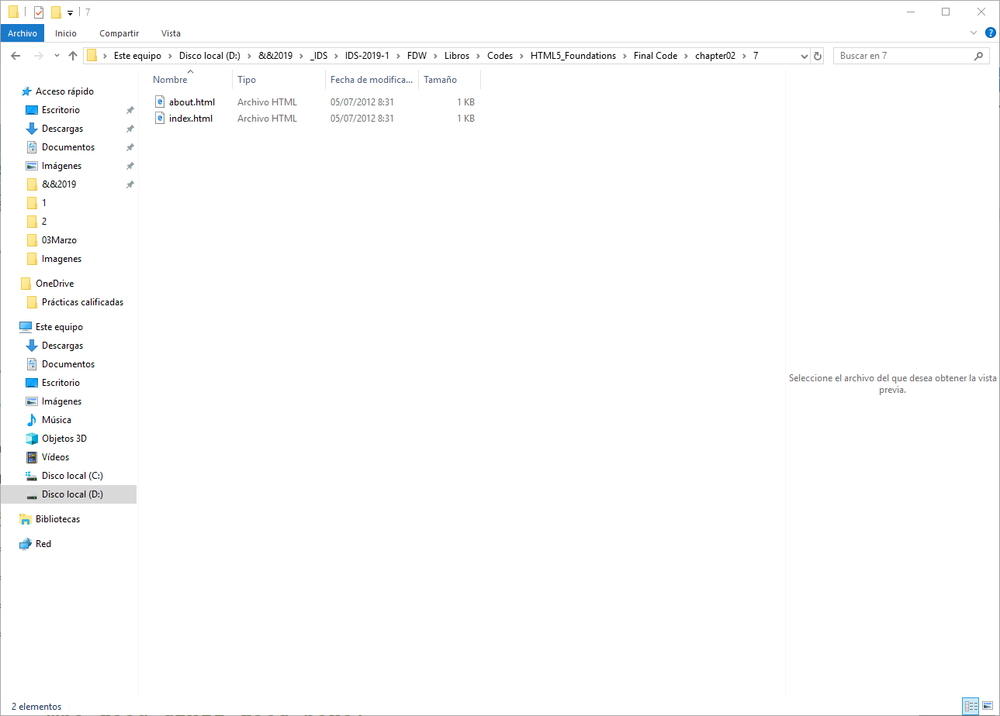 7
Archivo Inicio Compartir Vista
Este equipo Disco local (D:) &&2019 _IDS IDS-2019-1 FDW Libros Codes HTML5_Foundations Final Code chapter02 7 Buscar en 7
Nombre Tipo Fecha de modifica... Tamaño
about.html Archivo HTML 05/07/2012 8:31 1 KB
index.html Archivo HTML 05/07/2012 8:31 1 KB
Acceso rápido
Escritorio
Descargas
Documentos
Imágenes
&&2019
1
2
03Marzo
Imagenes
OneDrive
Prácticas calificadas
Este equipo
Descargas
Documentos
Escritorio
Imágenes
Música
Objetos 3D
Vídeos
Disco local (C:)
Disco local (D:)
Bibliotecas
Red
Seleccione el archivo del que desea obtener la vista
previa.
2 elementos